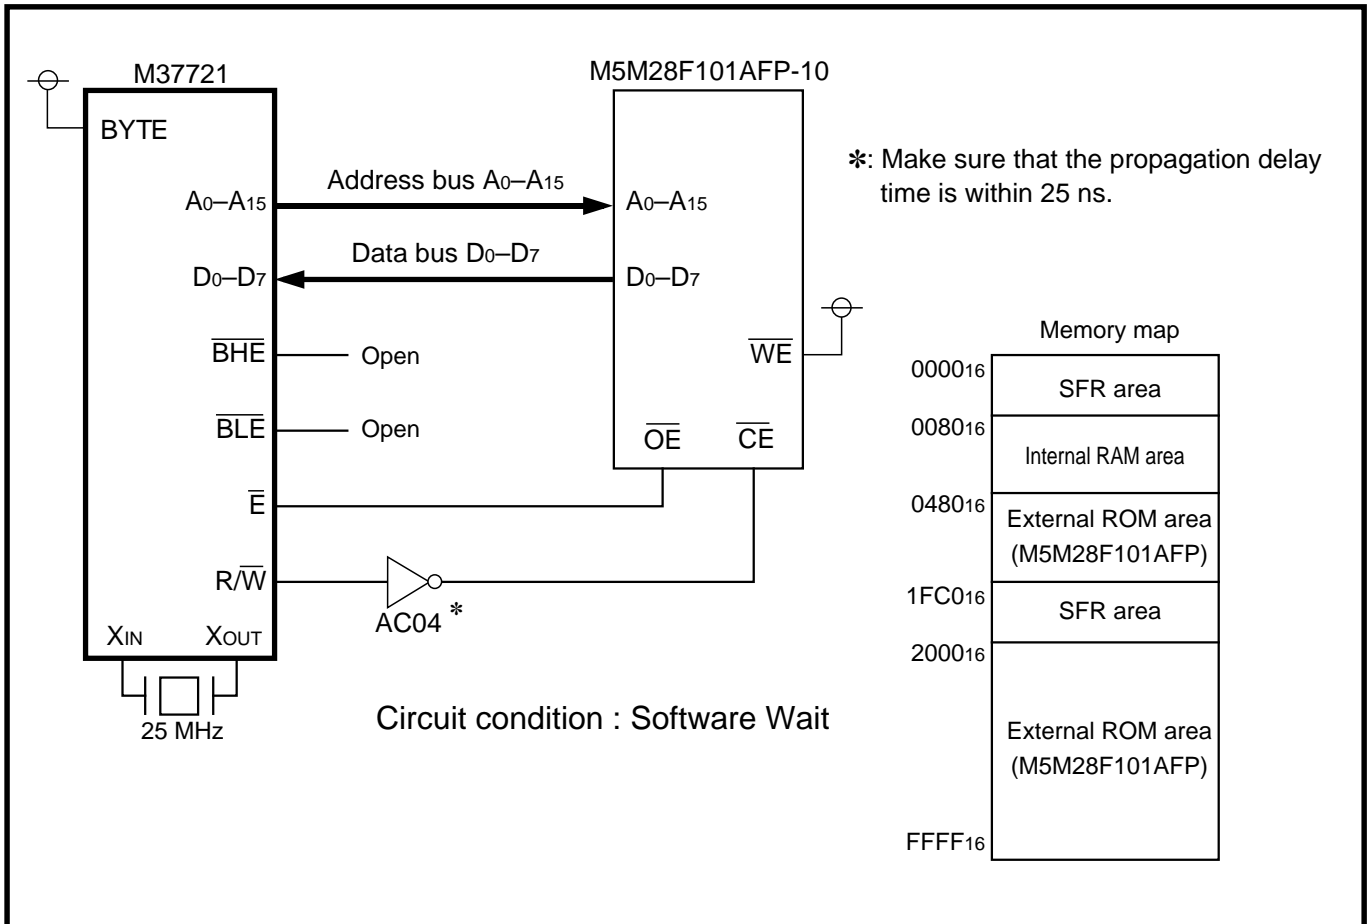 M37721
BYTE
A0–A15
D0–D7
BHE
BLE
E
R/W
XIN
XOUT
25 MHz
Address bus A0–A15
Data bus D0–D7
Open
Open
AC04 *
M5M28F101AFP-10
A0–A15
D0–D7
WE
OE
CE
Circuit condition : Software Wait
*: Make sure that the propagation delay
time is within 25 ns.
Memory map
000016
SFR area
008016
Internal RAM area
048016
External ROM area
(M5M28F101AFP)
1FC016
SFR area
200016
External ROM area
(M5M28F101AFP)
FFFF16